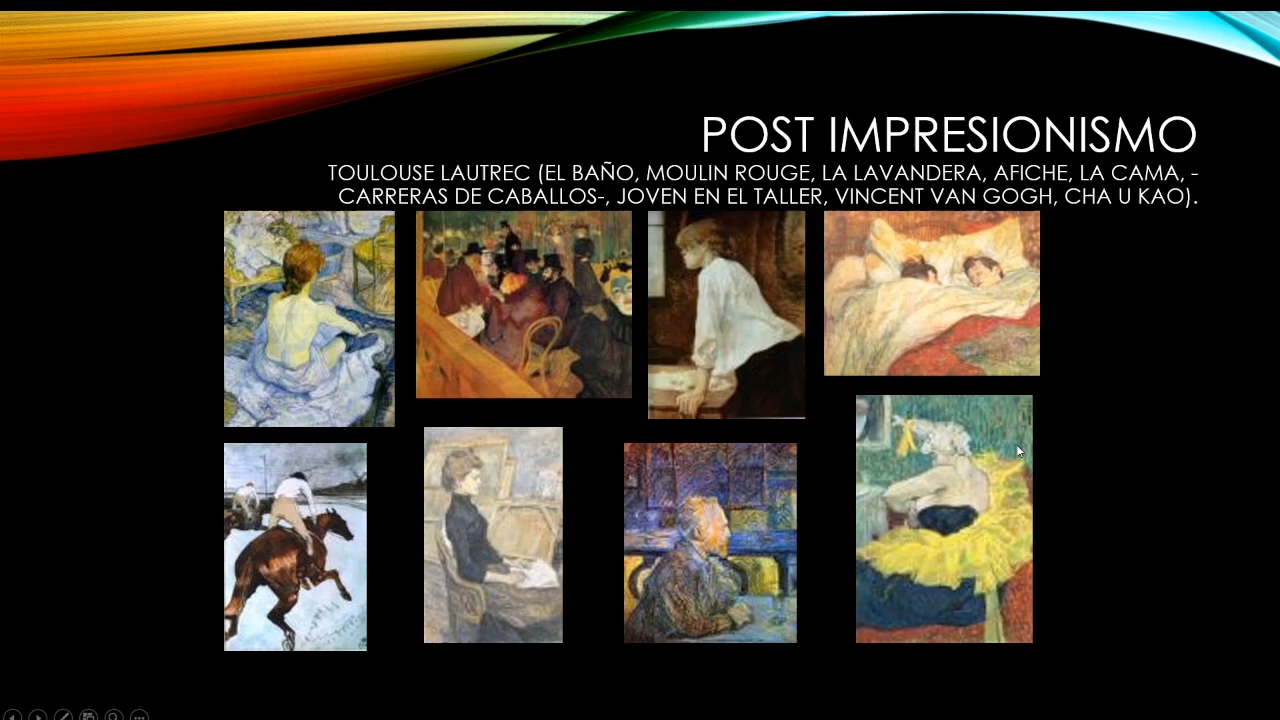 POST IMPRESIONISMO
TOULOUSE LAUTREC (EL BAÑO, MOULIN ROUGE, LA LAVANDERA, AFICHE, LA CAMA, -
CARRERAS DE CABALLOS-, JOVEN EN EL TALLER, VINCENT VAN GOGH, CHA U KAO).